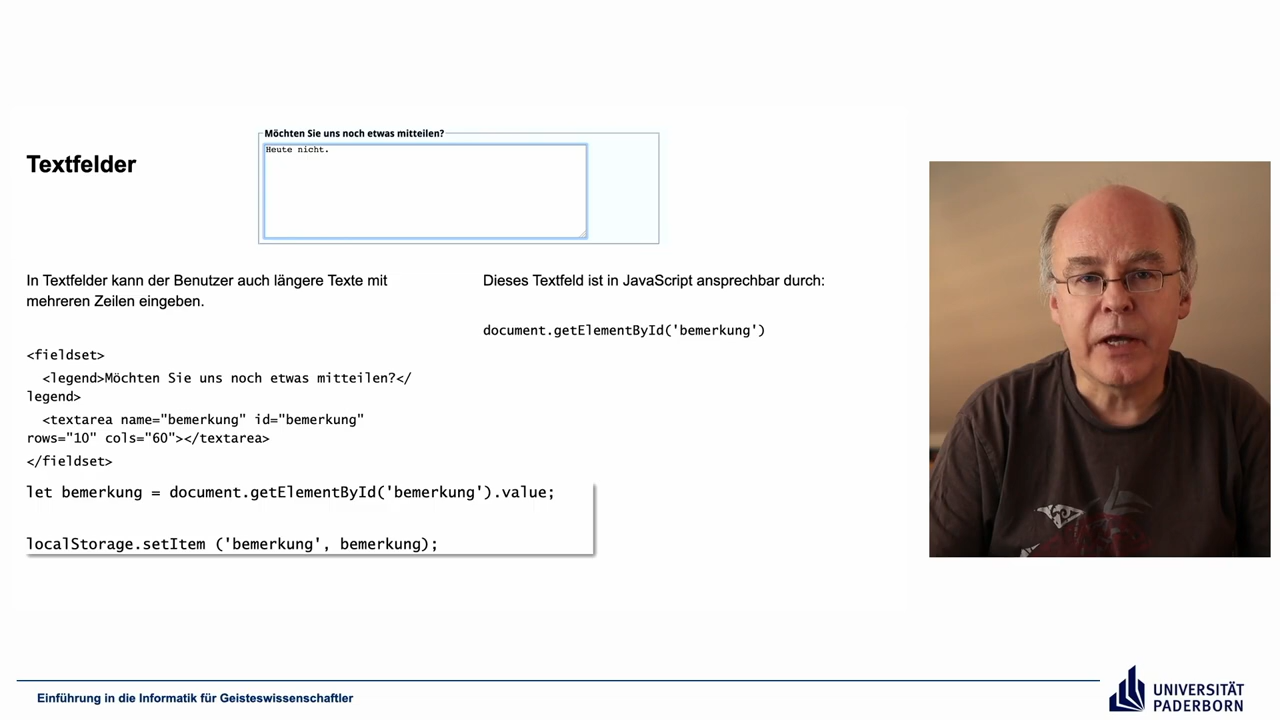 Möchten Sie uns noch etwas mitteilen?
Heute nicht.
Textfelder
In Textfelder kann der Benutzer auch längere Texte mit
mehreren Zeilen eingeben.
<fieldset>
<legend>Möchten Sie uns noch etwas mitteilen?</
legend>
<textarea name="bemerkung" id="bemerkung"
rows="10" cols="60"></textarea>
</fieldset>
Dieses Textfeld ist in JavaScript ansprechbar durch:
document.getElementById('bemerkung')
let bemerkung = document.getElementById('bemerkung').value;
localStorage.setItem ('bemerkung', bemerkung);
Einführung in die Informatik für Geisteswissenschaftler
UNIVERSITÄT
PADERBORN